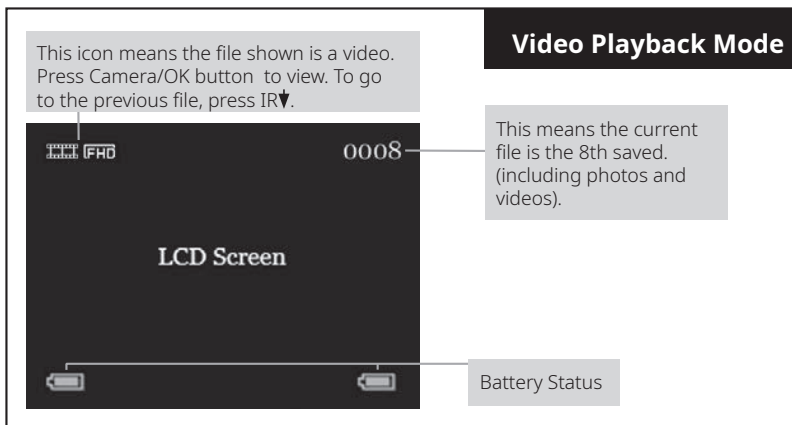 Video Playback Mode
This icon means the file shown is a video.
Press Camera/OK button to view. To go
to the previous file, press IR▼.
FHD
0008
This means the current
file is the 8th saved.
(including photos and
videos).
LCD Screen
Battery Status